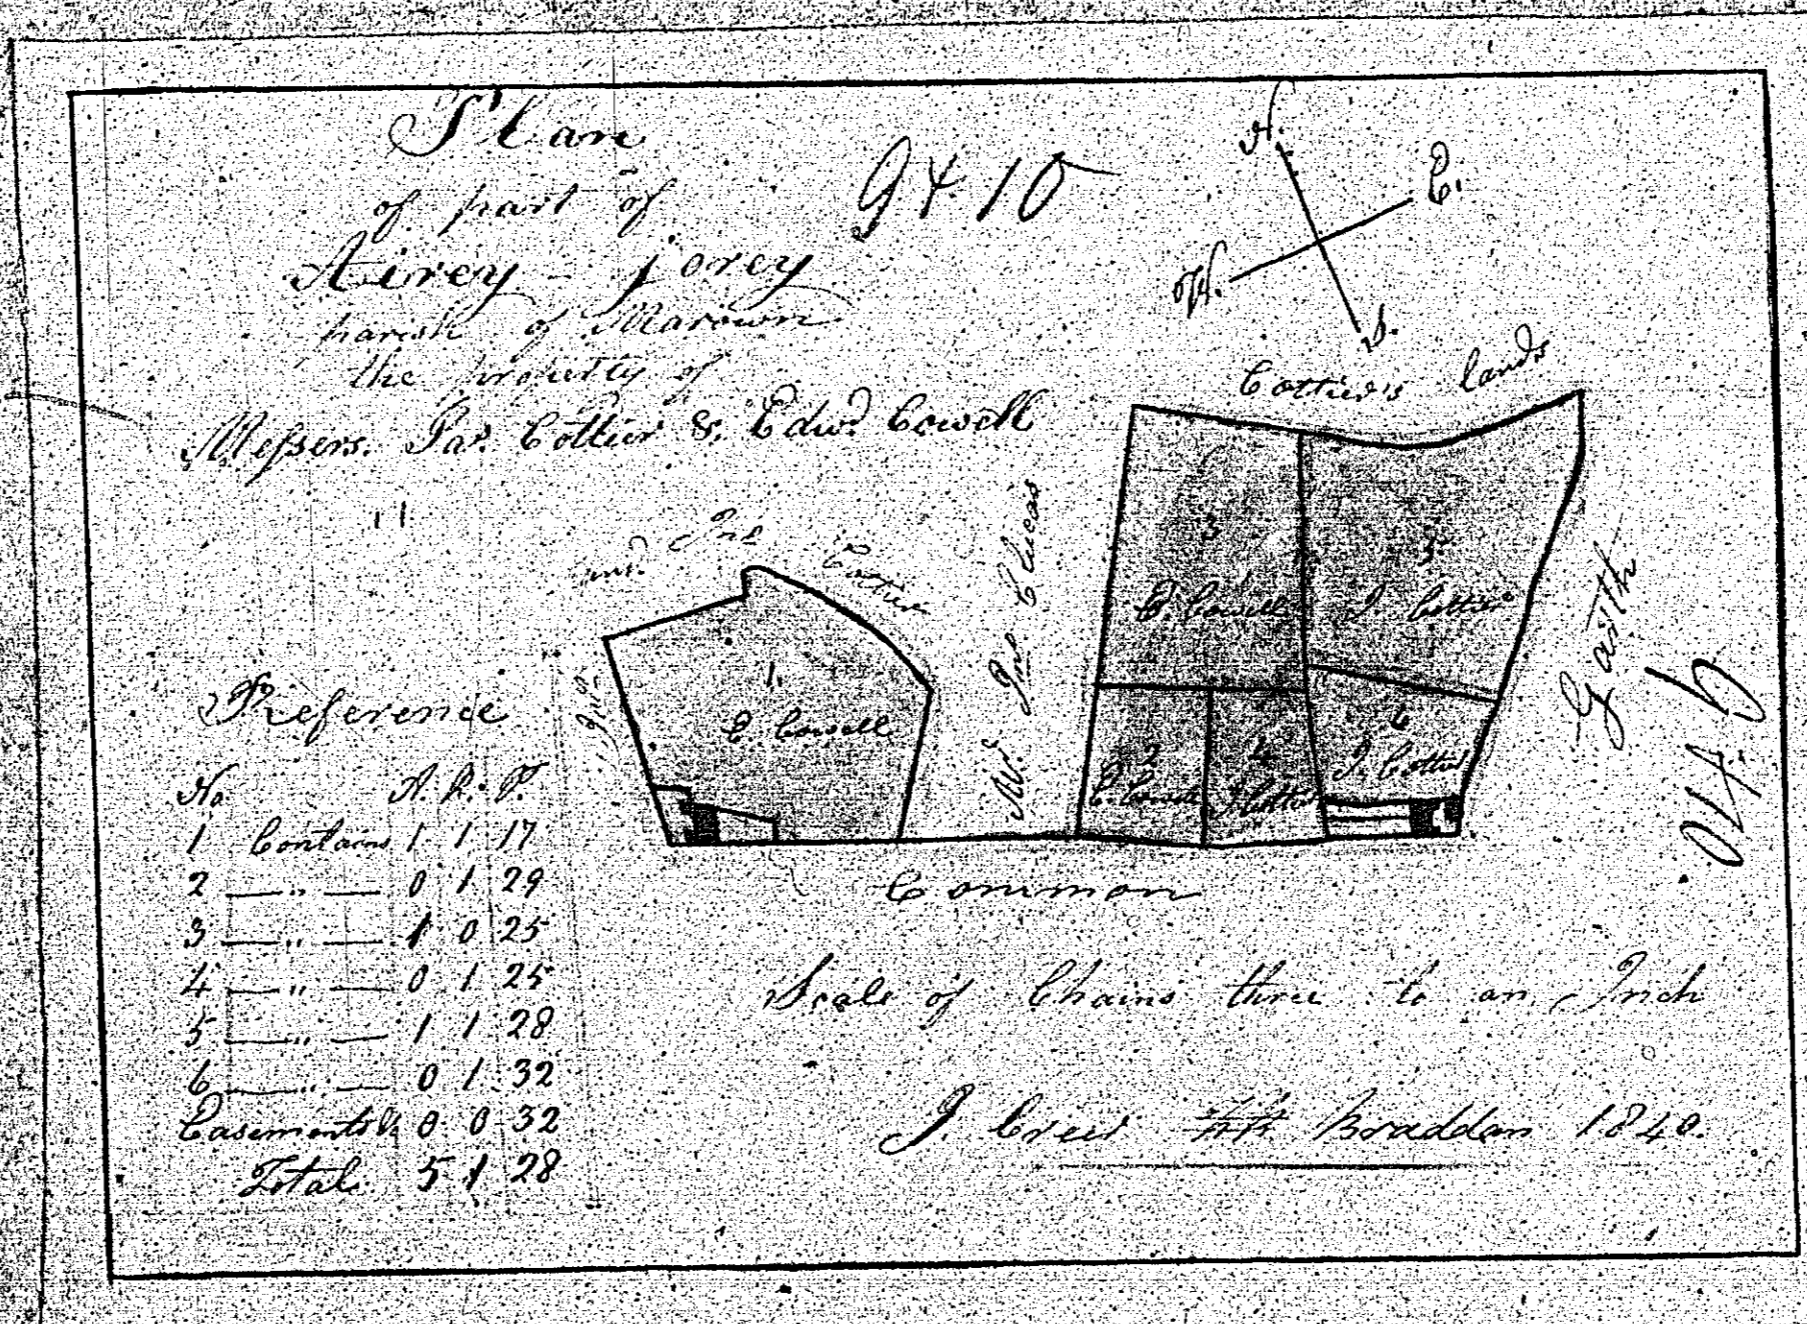 Plan
of part of
Airey - jorey
parish of Marown
the property of
Messers. Jas. Cottier & Edwd. Cowell
9410
N.
E.
W.
S.
Cottier's lands
Jno. Cottier
Mr. Jno. Clucas
Garth
9410
3
E. Cowell
5
J. Cottier
1.
E. Cowell
2
E. Cowell
4
J Cottier
6
J. Cottier
Common
Reference
No. A. R. P.
1 Contains 1 1 17
2 — " — 0 1 29
3 — " — 1 0 25
4 — " — 0 1 25
5 — " — 1 1 28
6 — " — 0 1 32
Easements &c 0 0 32
Total 5 1 28
Scale of Chains three to an Inch
J. Creer Braddan 1840.